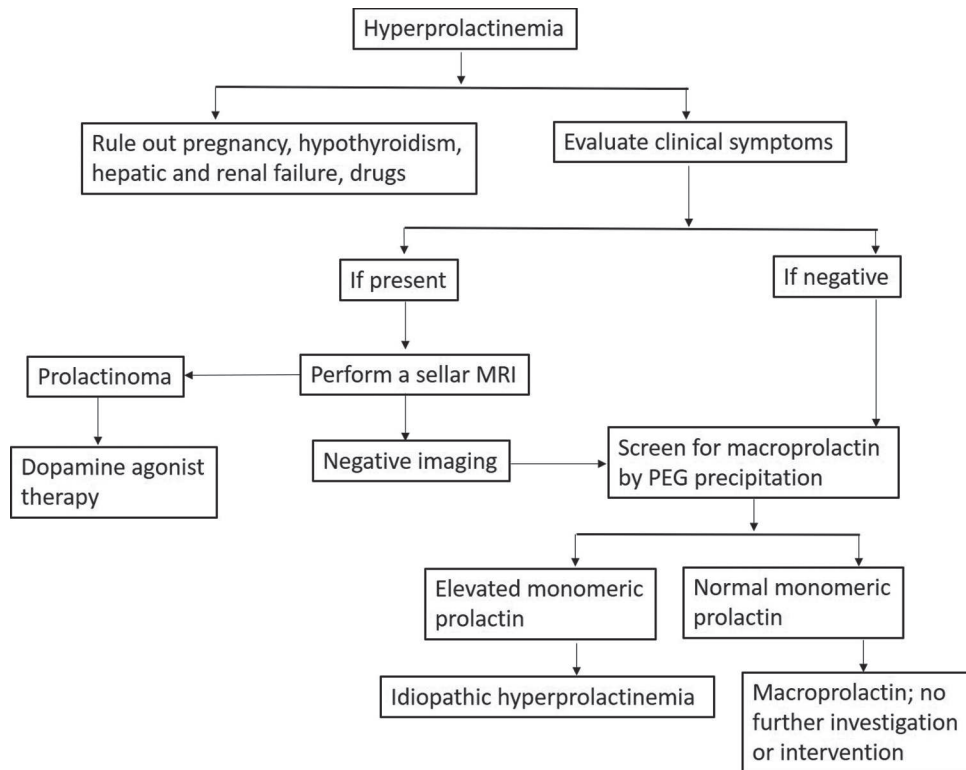 Hyperprolactinemia
Rule out pregnancy, hypothyroidism,
hepatic and renal failure, drugs
Evaluate clinical symptoms
If present
If negative
Prolactinoma
Perform a sellar MRI
Dopamine agonist
therapy
Negative imaging
Screen for macroprolactin
by PEG precipitation
Elevated monomeric
prolactin
Normal monomeric
prolactin
Idiopathic hyperprolactinemia
Macroprolactin; no
further investigation
or intervention